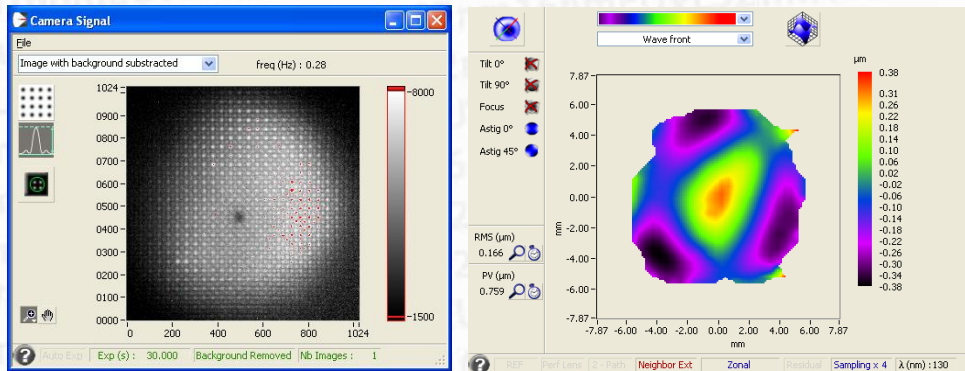 Camera Signal
File
Image with background substracted
freq (Hz) : 0.28
1024
0900
0800
0700
0600
0500
0400
0300
0200
0100
0000
0 200 400 600 800 1024
8000
-1500
Auto Exp Exp (s) : 30.000 Background Removed Nb Images : 1
Wave front
Tilt 0°
Tilt 90°
Focus
Astig 0°
Astig 45°
RMS (µm)
0.166
PV (µm)
0.759
7.87
6.00
4.00
2.00
0.00
-2.00
-4.00
-6.00
-7.87
mm
-7.87 -6.00 -4.00 -2.00 0.00 2.00 4.00 6.00 7.87
mm
µm
0.38
0.31
0.26
0.22
0.18
0.14
0.10
0.06
0.02
-0.02
-0.06
-0.10
-0.14
-0.18
-0.22
-0.26
-0.30
-0.34
-0.38
REF Perf Lens Z - Path Neighbor Ext Zonal Residual Sampling x 4 λ (nm) :130